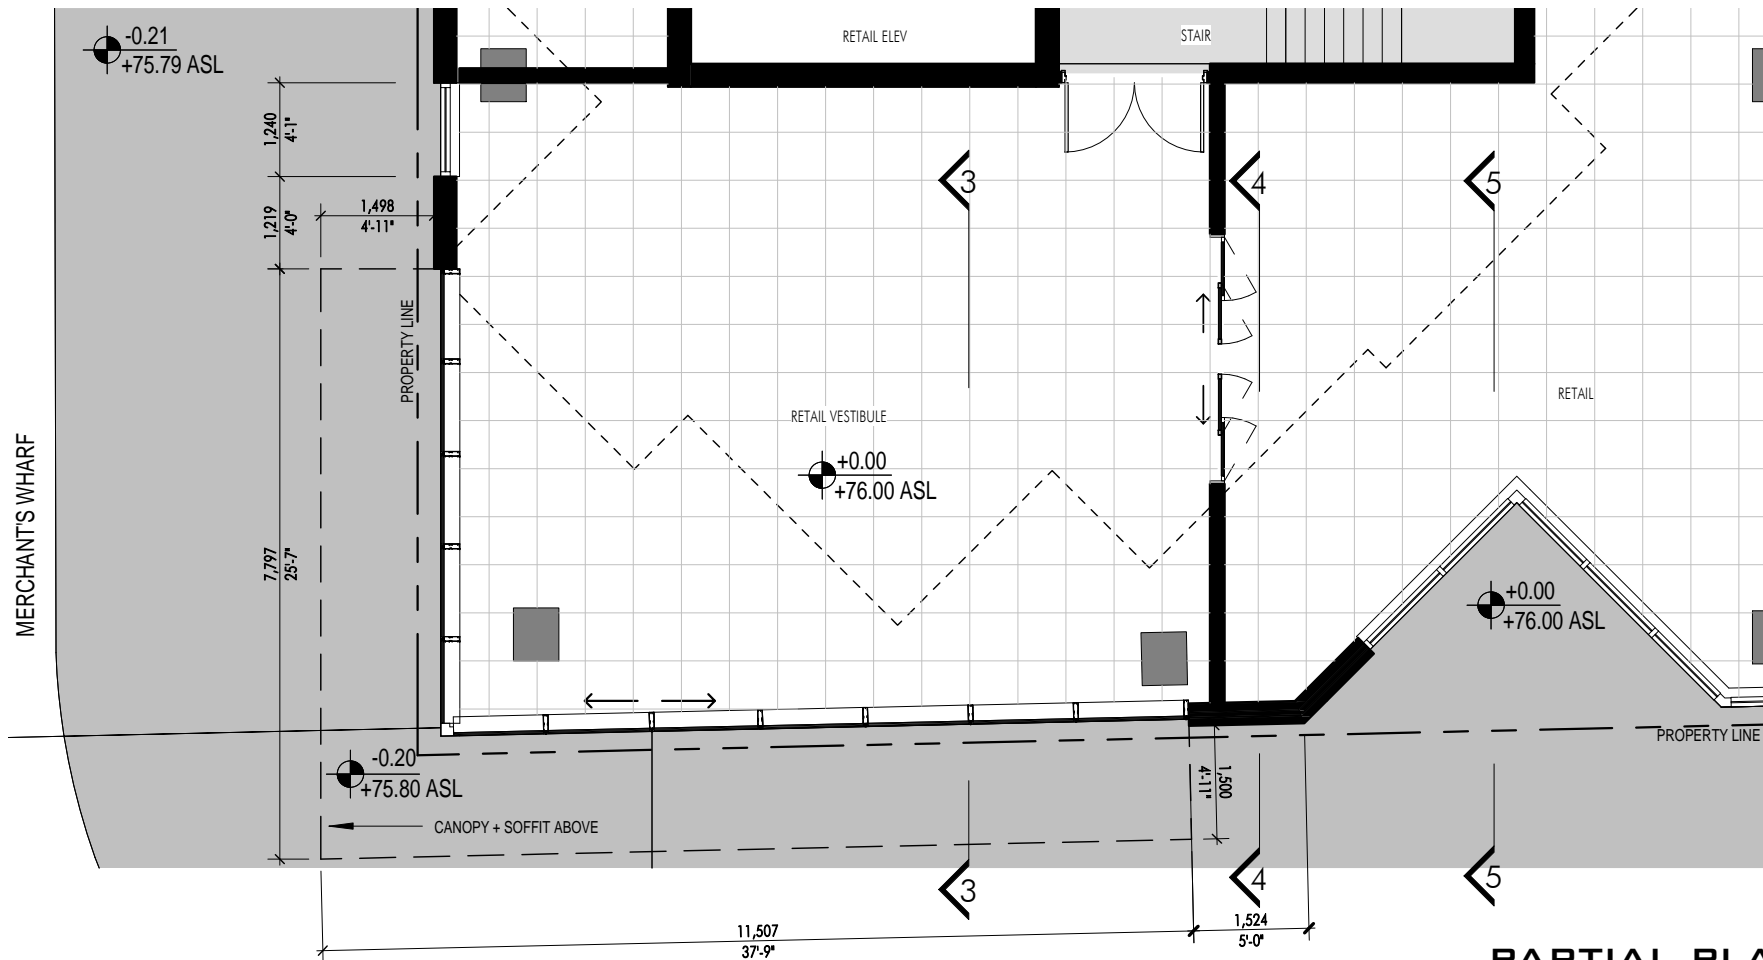 -0.21
+75.79 ASL
RETAIL ELEV
STAIR
1,240
4'-1"
1,219
4'-0"
1,498
4'-11"
3
4
5
PROPERTY LINE
RETAIL VESTIBULE
+0.00
+76.00 ASL
RETAIL
MERCHANT'S WHARF
7,797
25'-7"
+0.00
+76.00 ASL
PROPERTY LINE
-0.20
+75.80 ASL
1,500
4'-11"
CANOPY + SOFFIT ABOVE
3
4
5
11,507
37'-9"
1,524
5'-0"
PARTIAL PLA